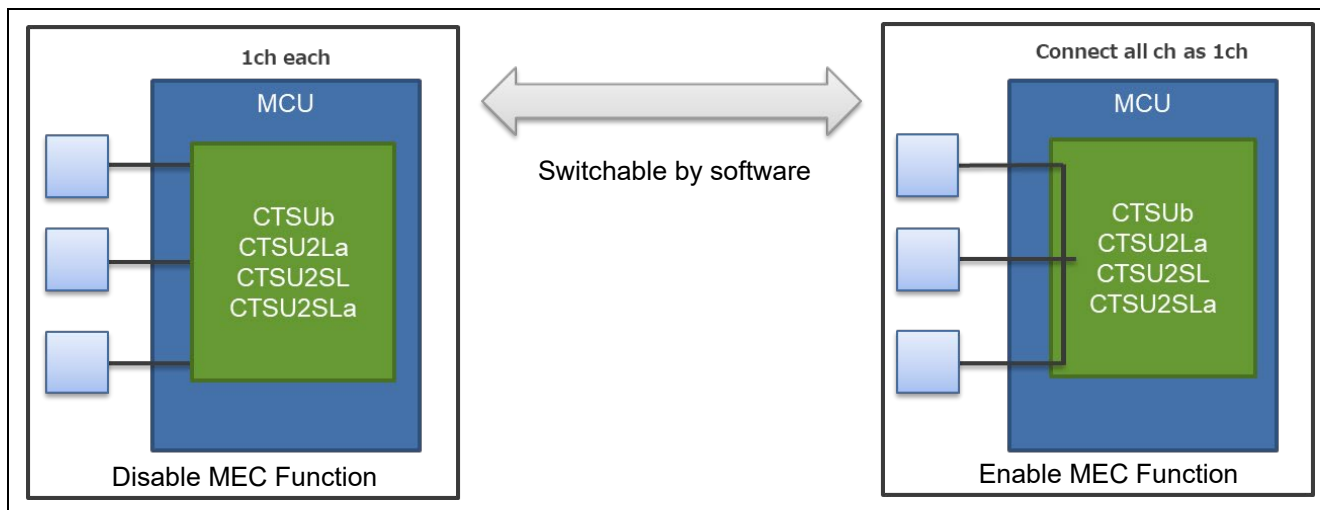 1ch each
MCU
CTSUb
CTSU2La
CTSU2SL
CTSU2SLa
Disable MEC Function
Switchable by software
Connect all ch as 1ch
MCU
CTSUb
CTSU2La
CTSU2SL
CTSU2SLa
Enable MEC Function